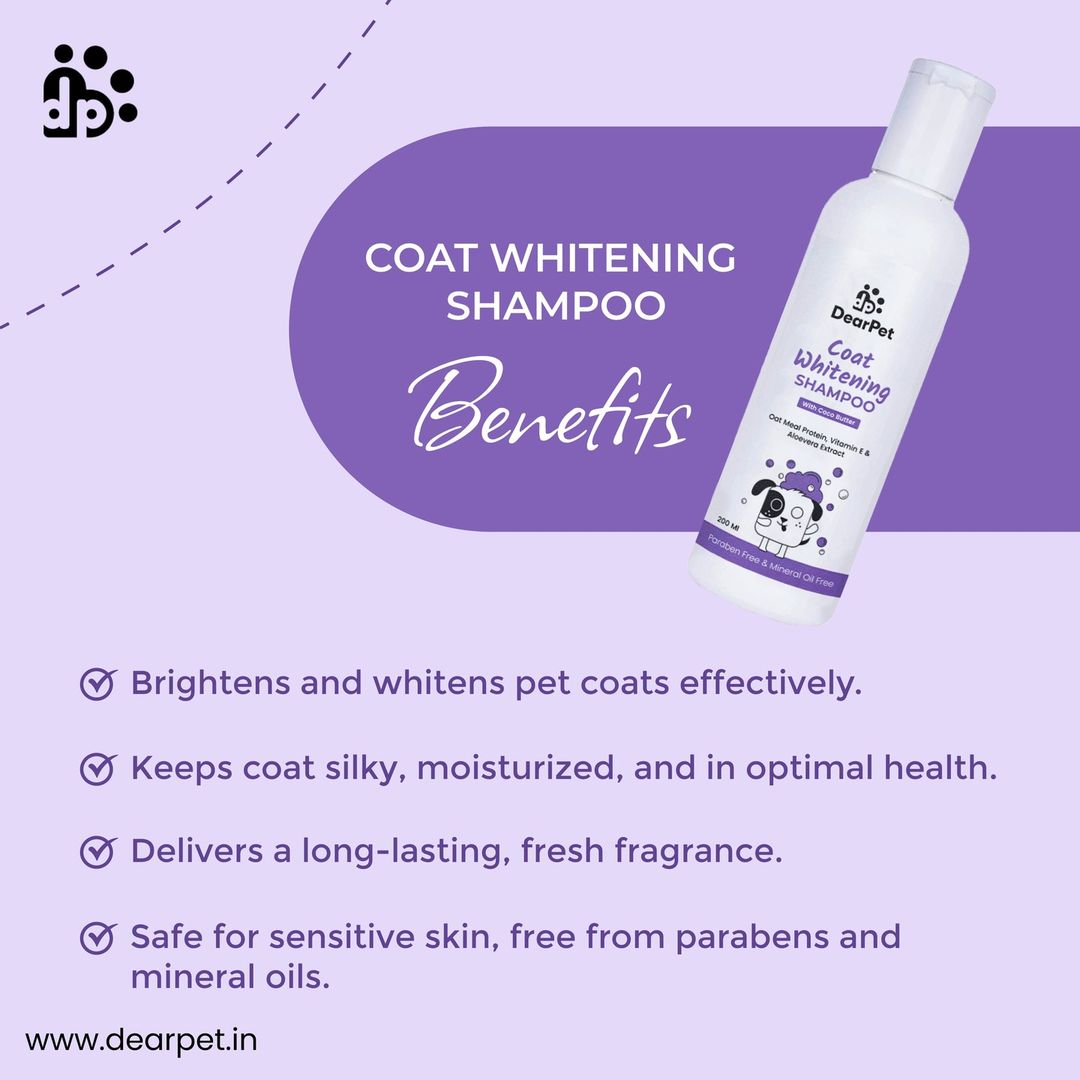 dp
COAT WHITENING
SHAMPOO
Benefits
dp
DearPet
Coat
Whitening
SHAMPOO
With Coco Butter
Oat Meal Protein, Vitamin E &
Aloevera Extract
200 Ml
Paraben Free & Mineral Oil Free
Brightens and whitens pet coats effectively.
Keeps coat silky, moisturized, and in optimal health.
Delivers a long-lasting, fresh fragrance.
Safe for sensitive skin, free from parabens and
mineral oils.
www.dearpet.in